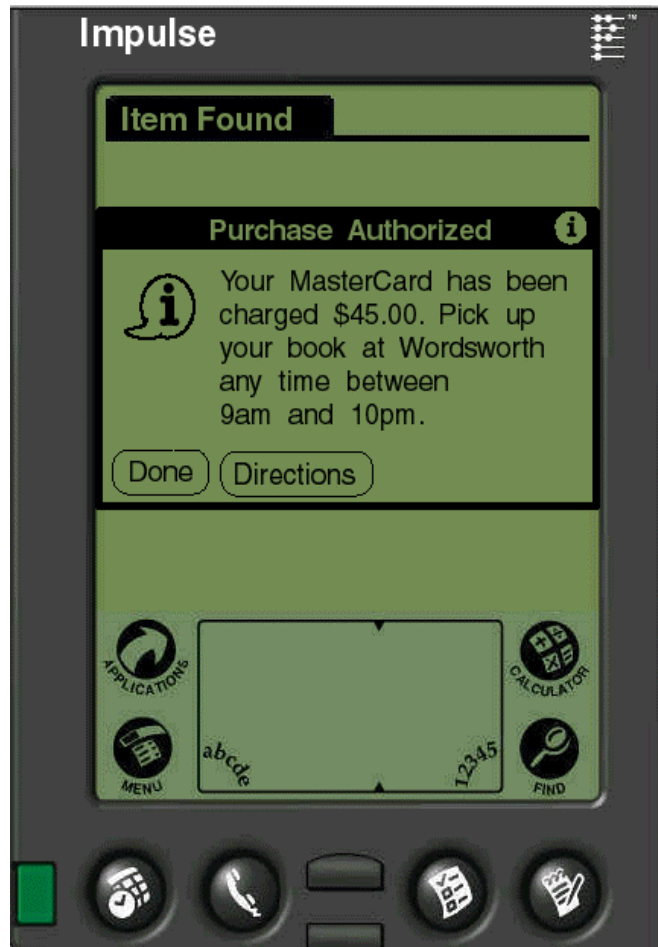 Impulse
™
Item Found
Purchase Authorized
i
i
Your MasterCard has been
charged $45.00. Pick up
your book at Wordsworth
any time between
9am and 10pm.
Done
Directions
APPLICATIONS
CALCULATOR
MENU
abcde
12345
FIND